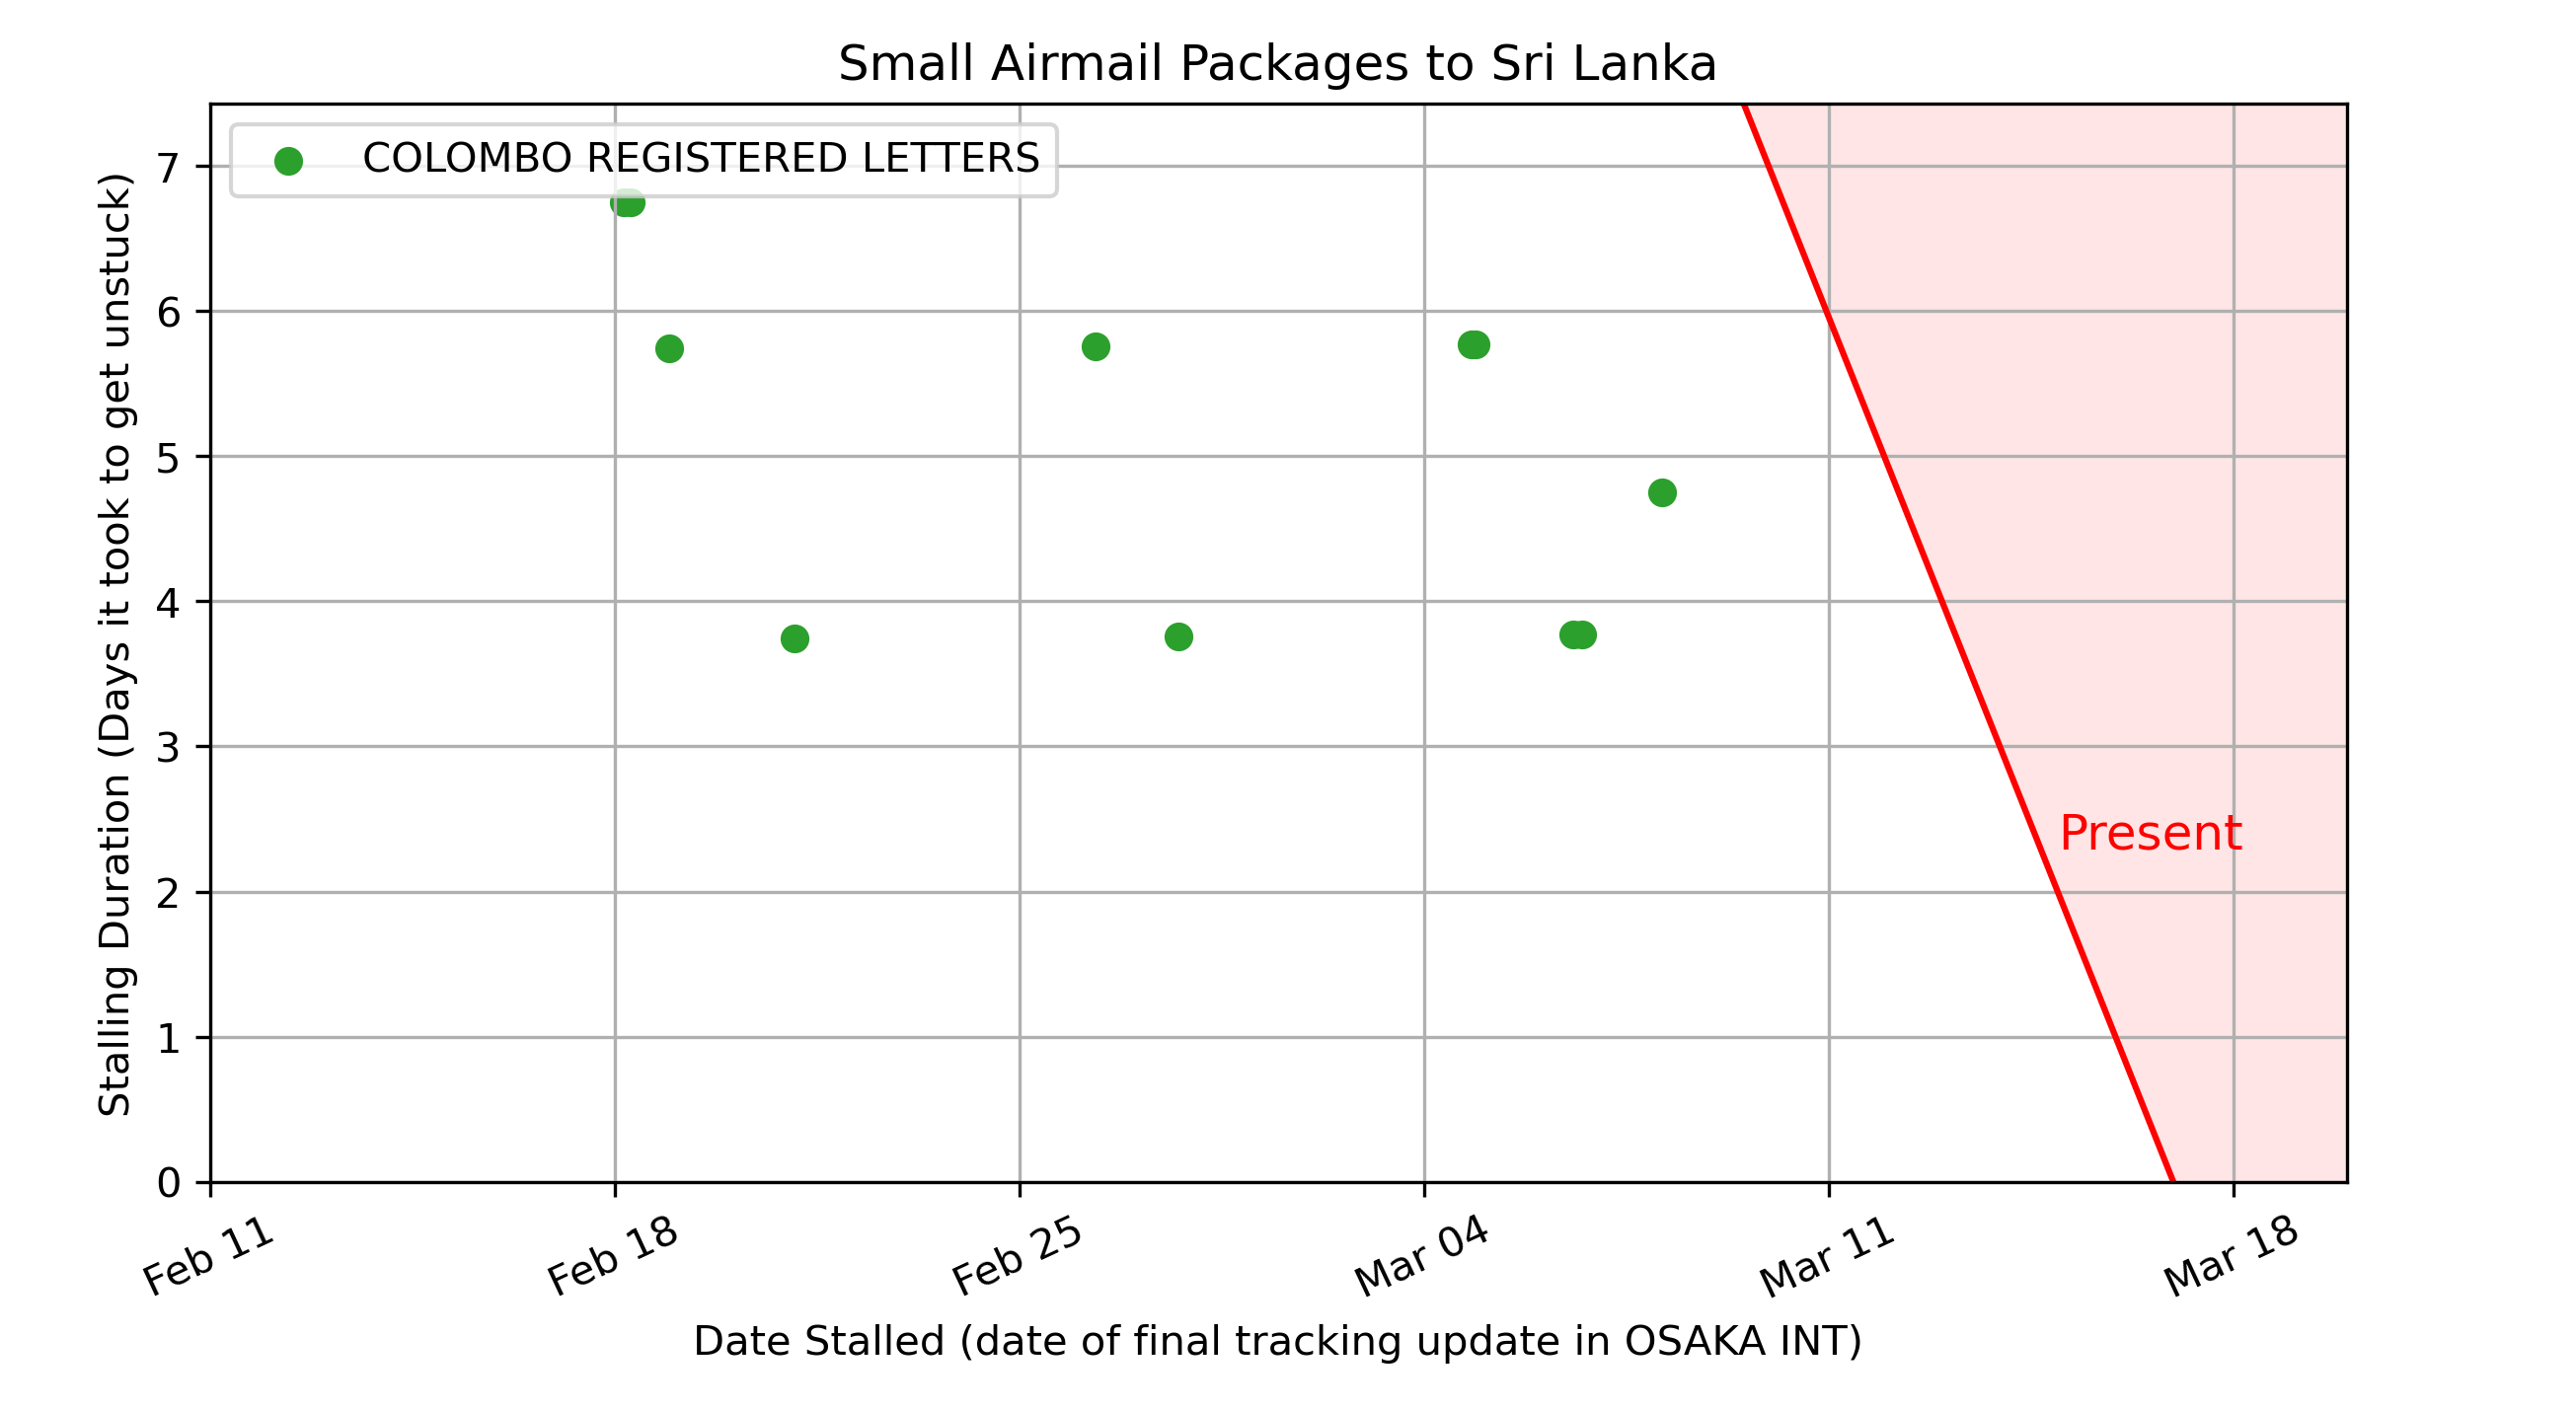 Small Airmail Packages to Sri Lanka
COLOMBO REGISTERED LETTERS
Stalling Duration (Days it took to get unstuck)
7
6
5
4
3
2
1
0
Present
Feb 11
Feb 18
Feb 25
Mar 04
Mar 11
Mar 18
Date Stalled (date of final tracking update in OSAKA INT)